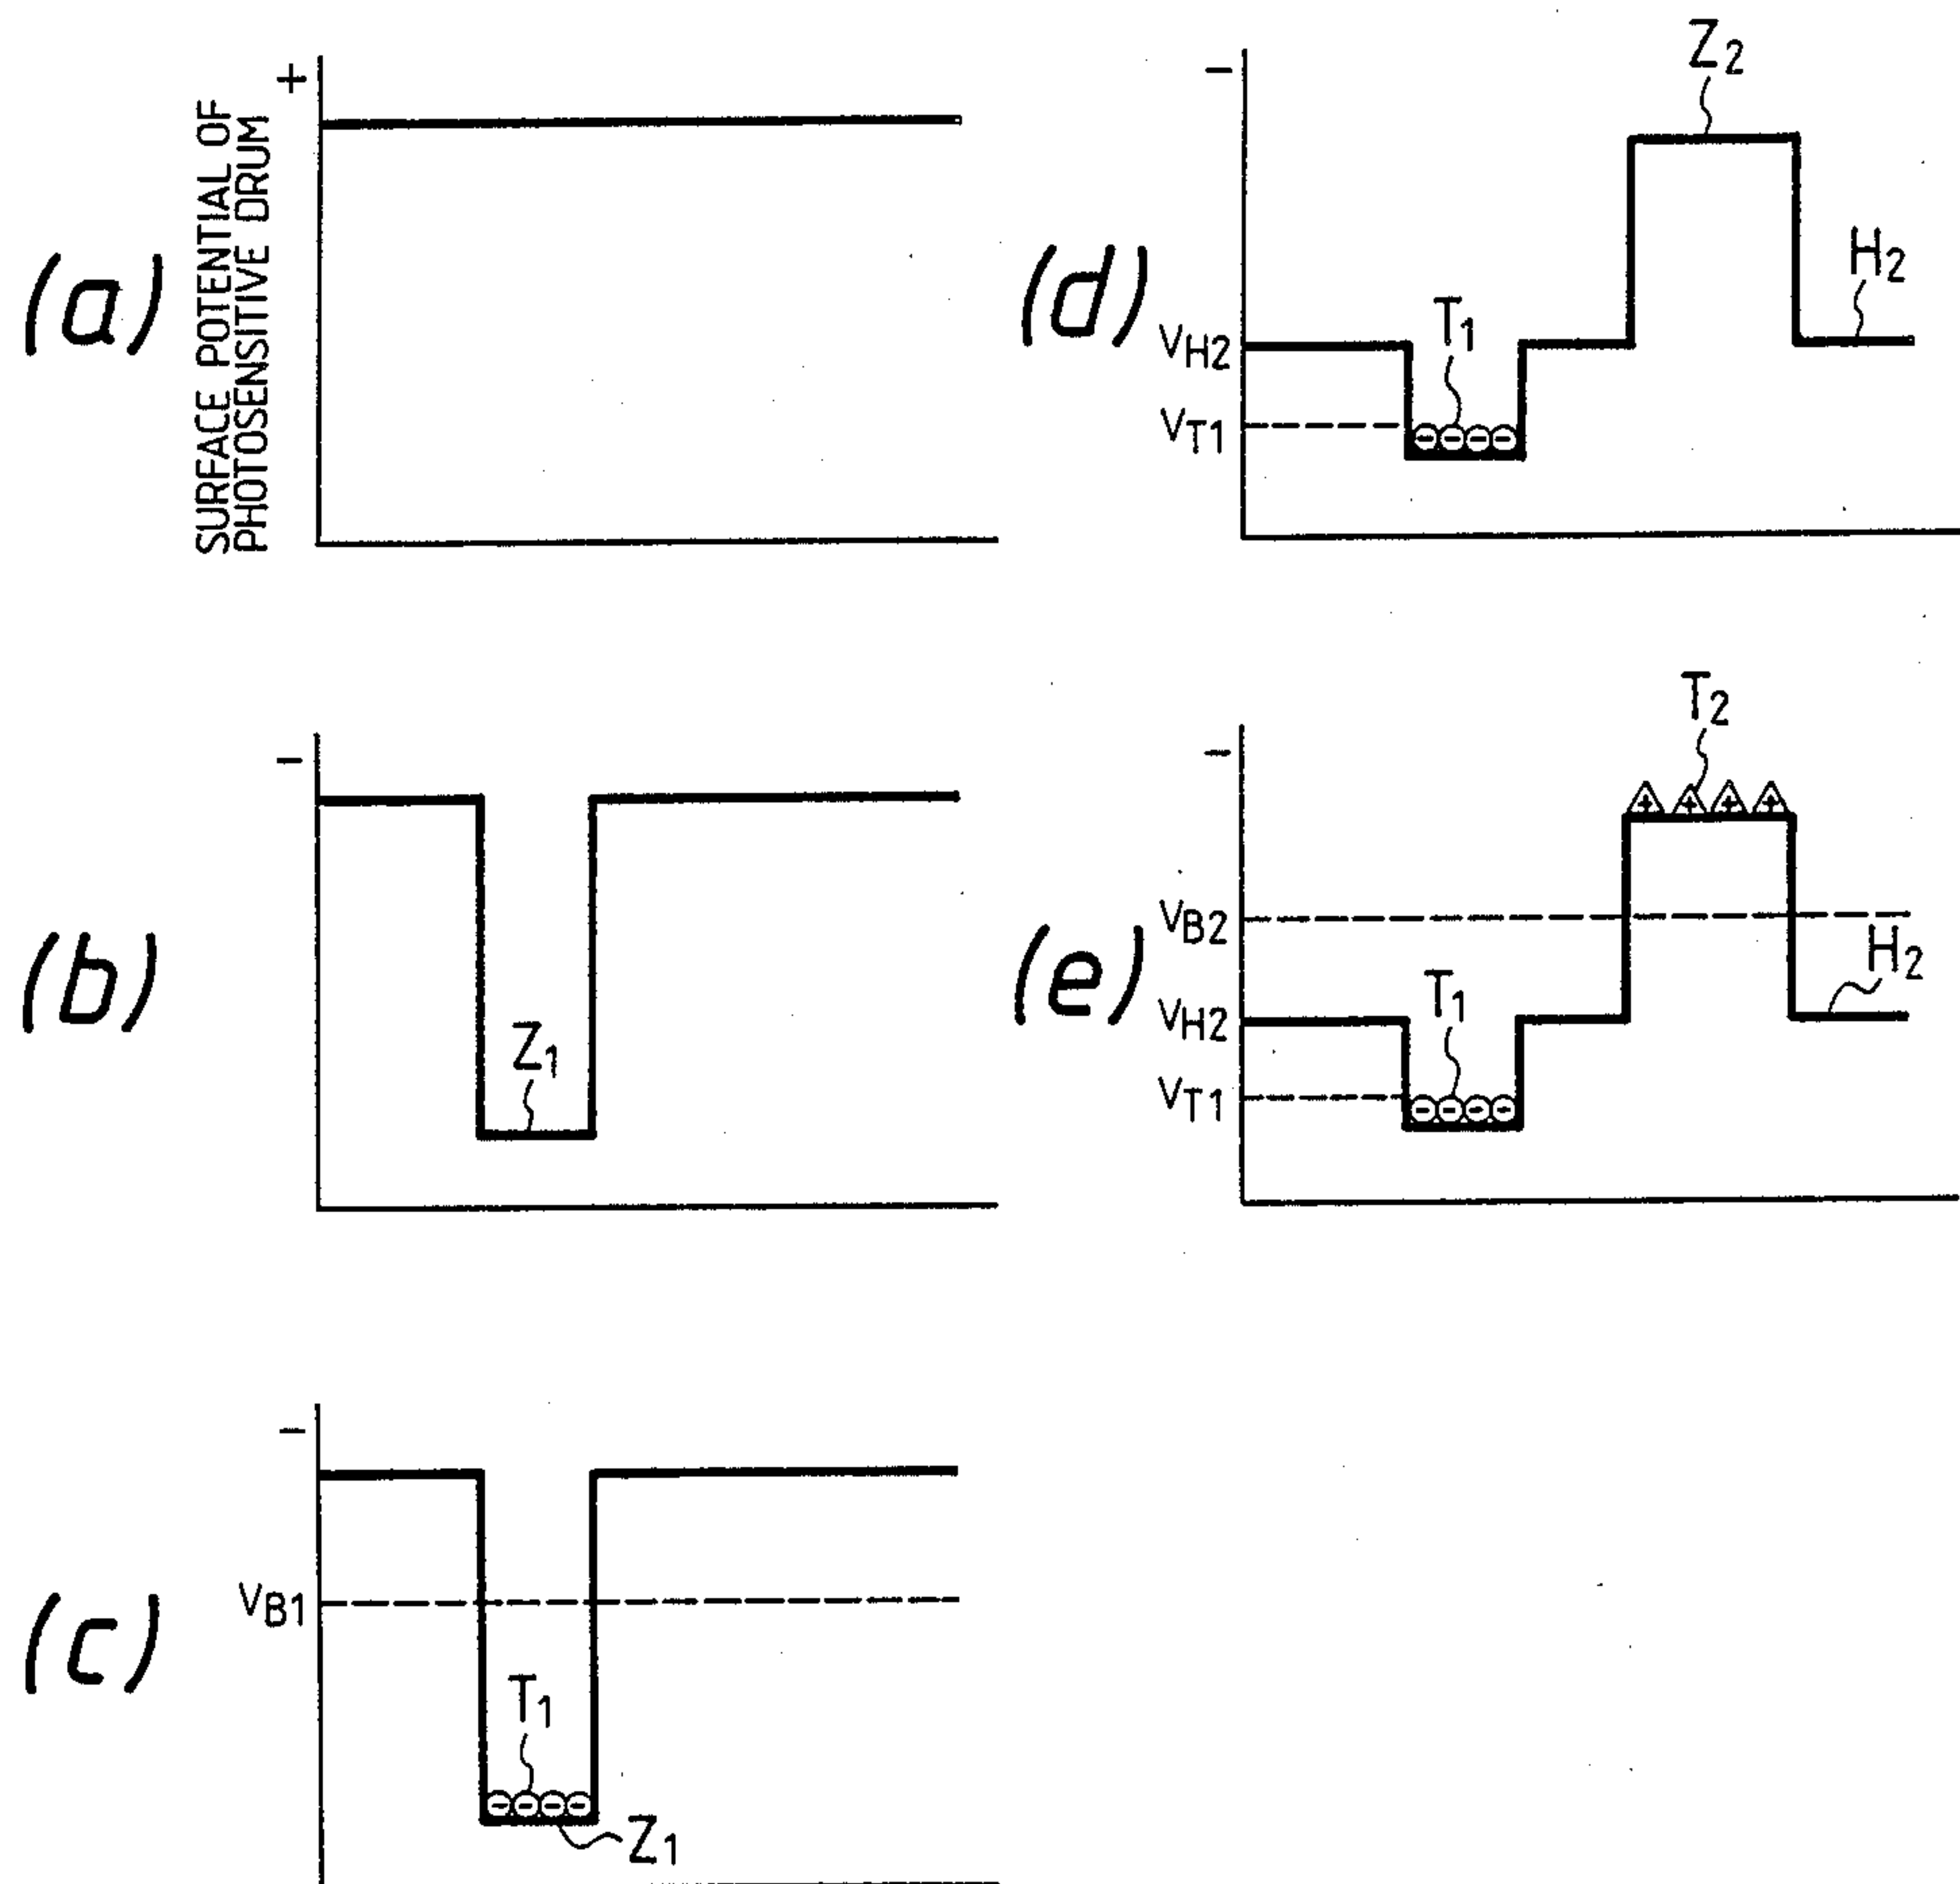 (a)
SURFACE POTENTIAL OF
PHOTOSENSITIVE DRUM
+
(b)
-
Z1
(c)
-
VB1
T1
⊖⊖⊖⊖
Z1
(d)
-
Z2
H2
VH2
T1
VT1
⊖⊖⊖⊖
(e)
-
T2
+ + + +
VB2
H2
VH2
T1
VT1
⊖⊖⊖⊖